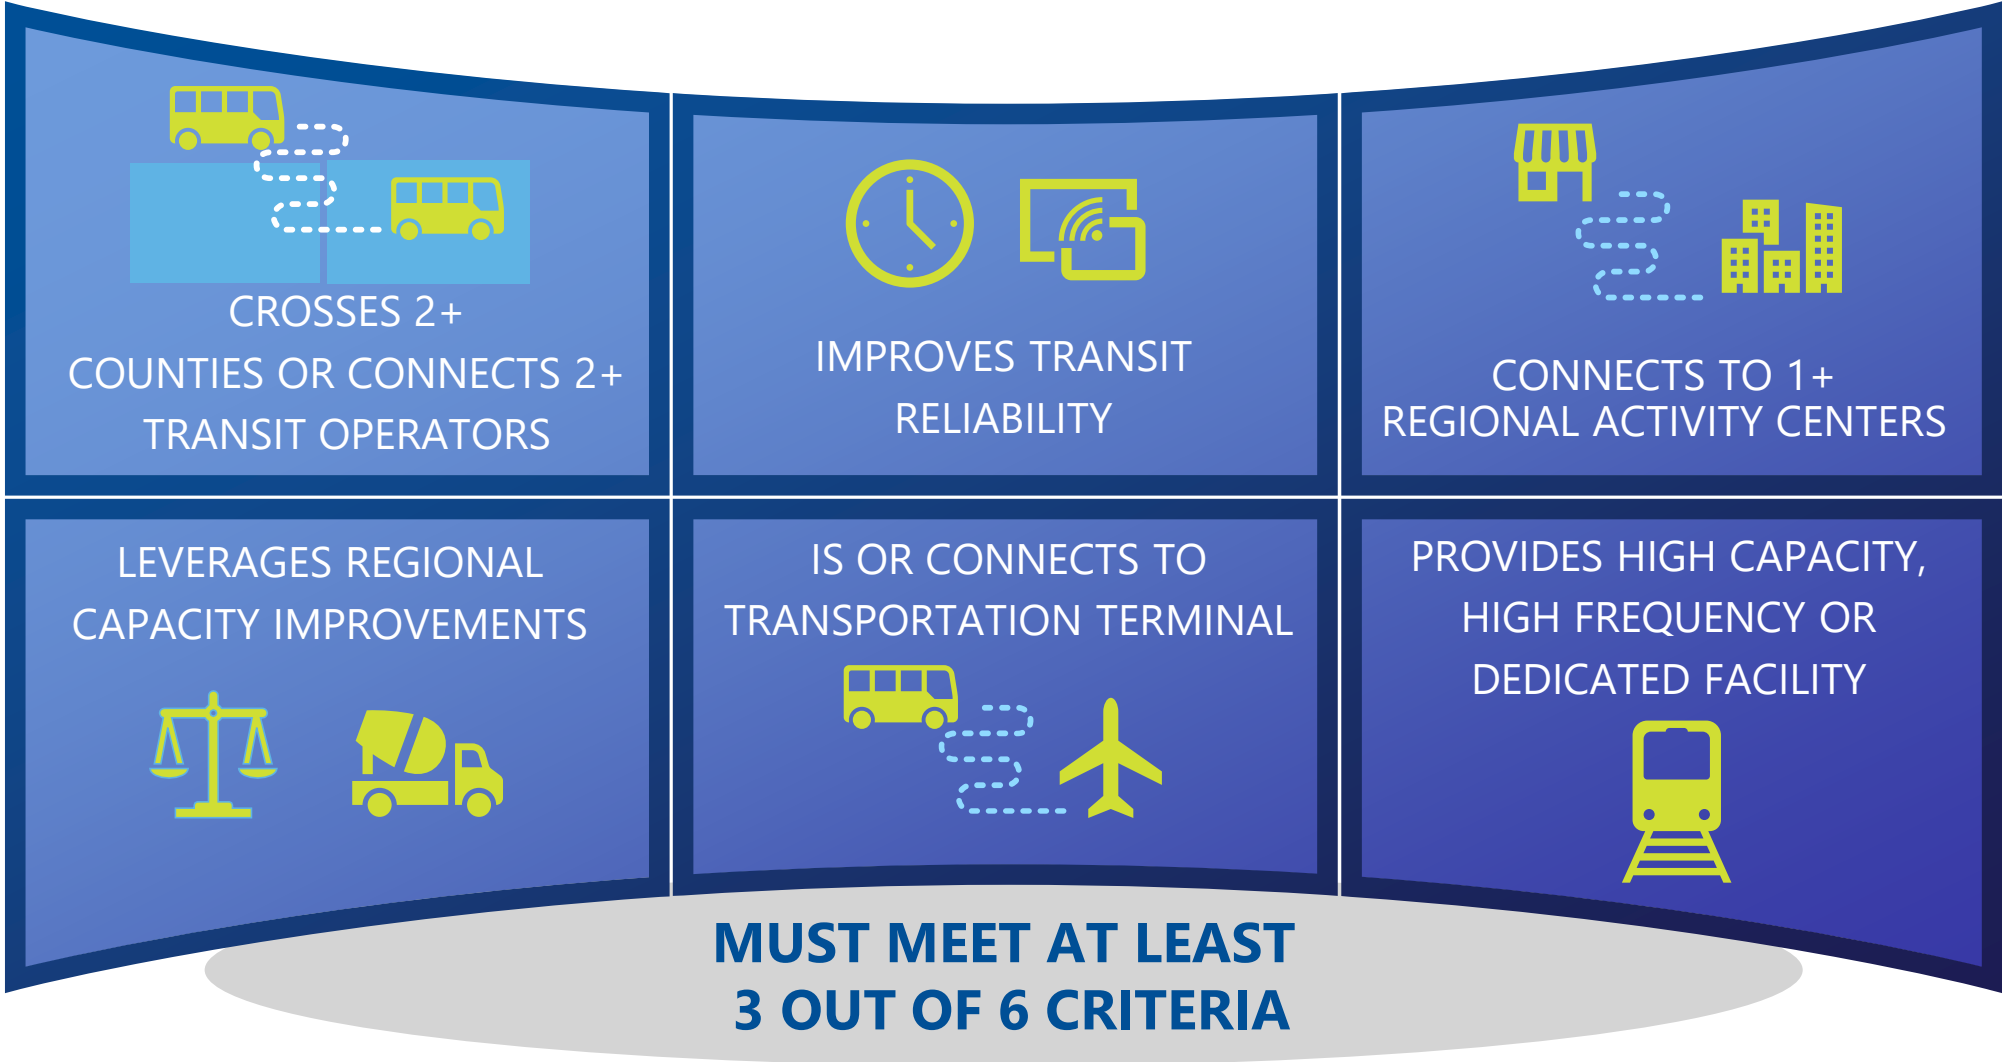 CROSSES 2+
COUNTIES OR CONNECTS 2+
TRANSIT OPERATORS
IMPROVES TRANSIT
RELIABILITY
CONNECTS TO 1+
REGIONAL ACTIVITY CENTERS
LEVERAGES REGIONAL
CAPACITY IMPROVEMENTS
IS OR CONNECTS TO
TRANSPORTATION TERMINAL
PROVIDES HIGH CAPACITY,
HIGH FREQUENCY OR
DEDICATED FACILITY
MUST MEET AT LEAST
3 OUT OF 6 CRITERIA